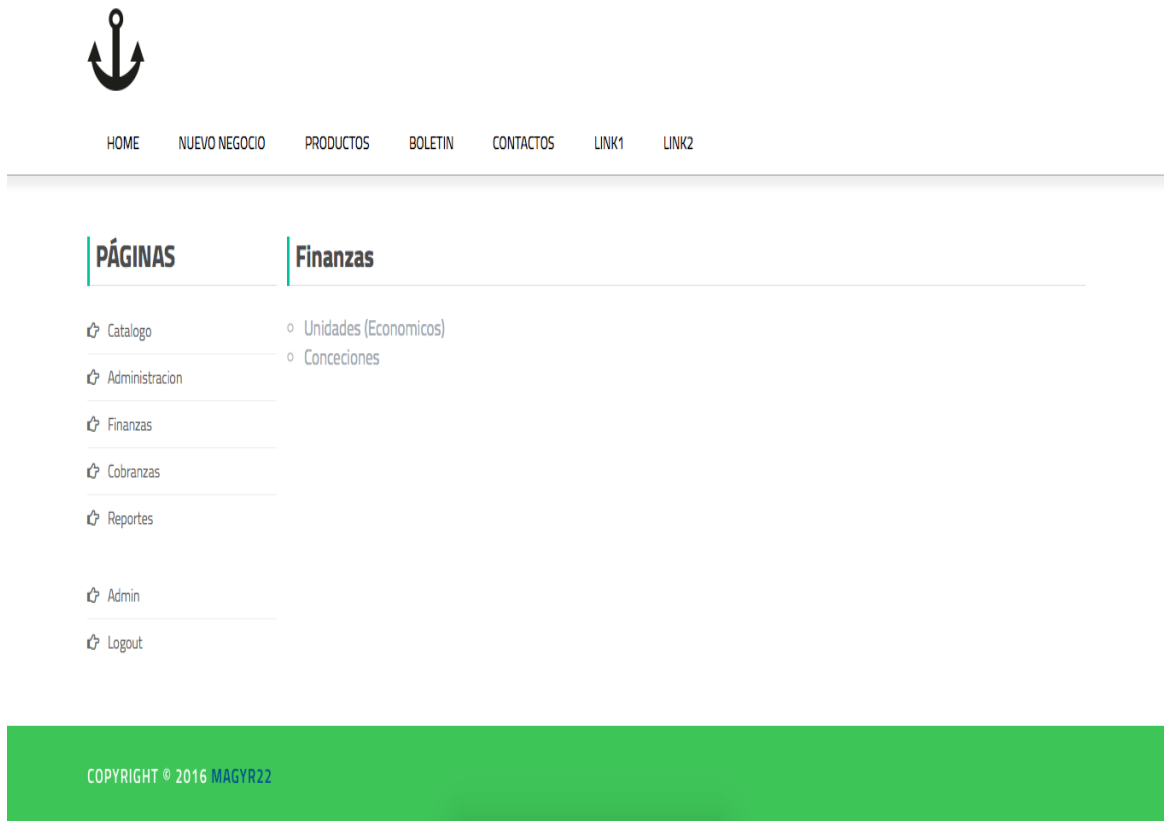 HOME NUEVO NEGOCIO PRODUCTOS BOLETIN CONTACTOS LINK1 LINK2
PÁGINAS
Catalogo
Administracion
Finanzas
Cobranzas
Reportes
Admin
Logout
Finanzas
Unidades (Economicos)
Conceciones
COPYRIGHT © 2016 MAGYR22